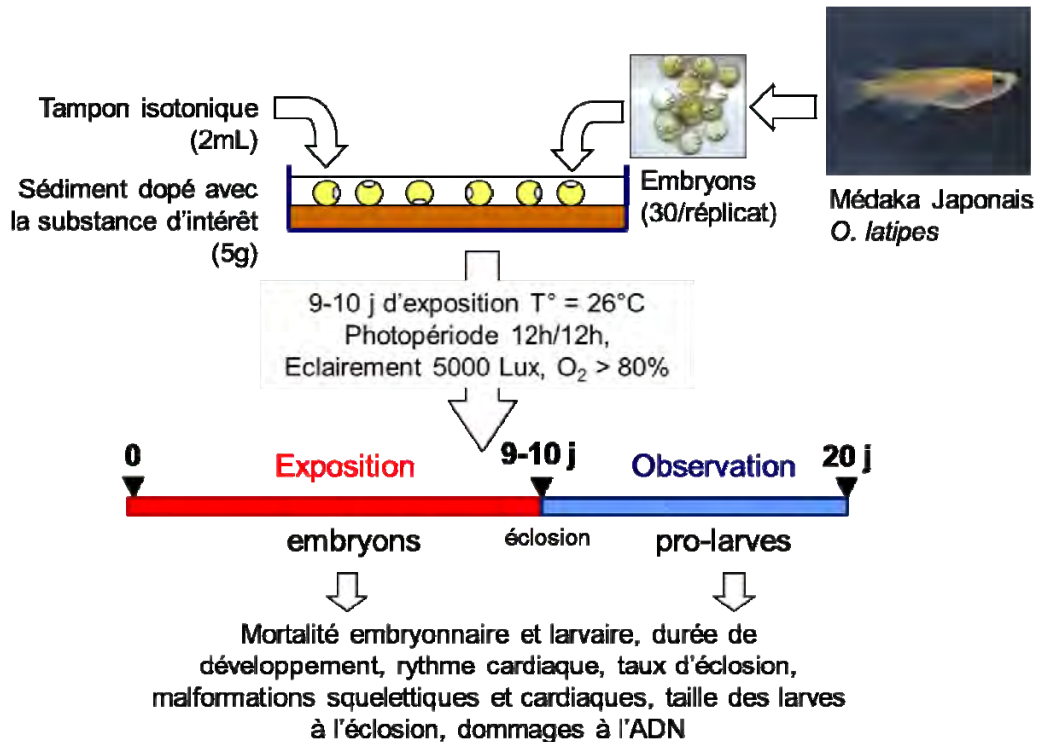 Tampon isotonique
(2mL)
Sédiment dopé avec
la substance d'intérêt
(5g)
Embryons
(30/réplicat)
Médaka Japonais
O. latipes
9-10 j d'exposition T° = 26°C
Photopériode 12h/12h,
Eclairement 5000 Lux, O₂ > 80%
0
Exposition
9-10 j
Observation
20 j
embryons
éclosion
pro-larves
Mortalité embryonnaire et larvaire, durée de
développement, rythme cardiaque, taux d'éclosion,
malformations squelettiques et cardiaques, taille des larves
à l'éclosion, dommages à l'ADN